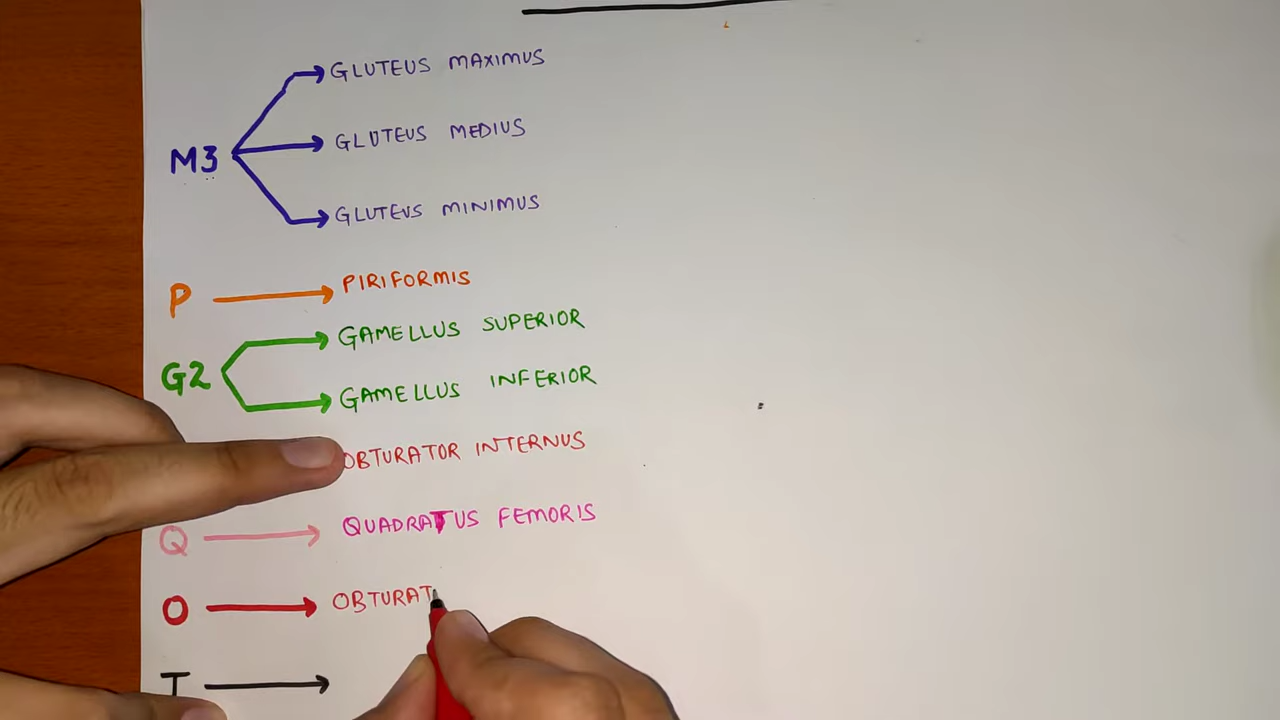 GLUTEUS MAXIMUS
M3 GLUTEUS MEDIUS
GLUTEUS MINIMUS
P PIRIFORMIS
GAMELLUS SUPERIOR
G2
GAMELLUS INFERIOR
OBTURATOR INTERNUS
Q QUADRATUS FEMORIS
O OBTURAT
T